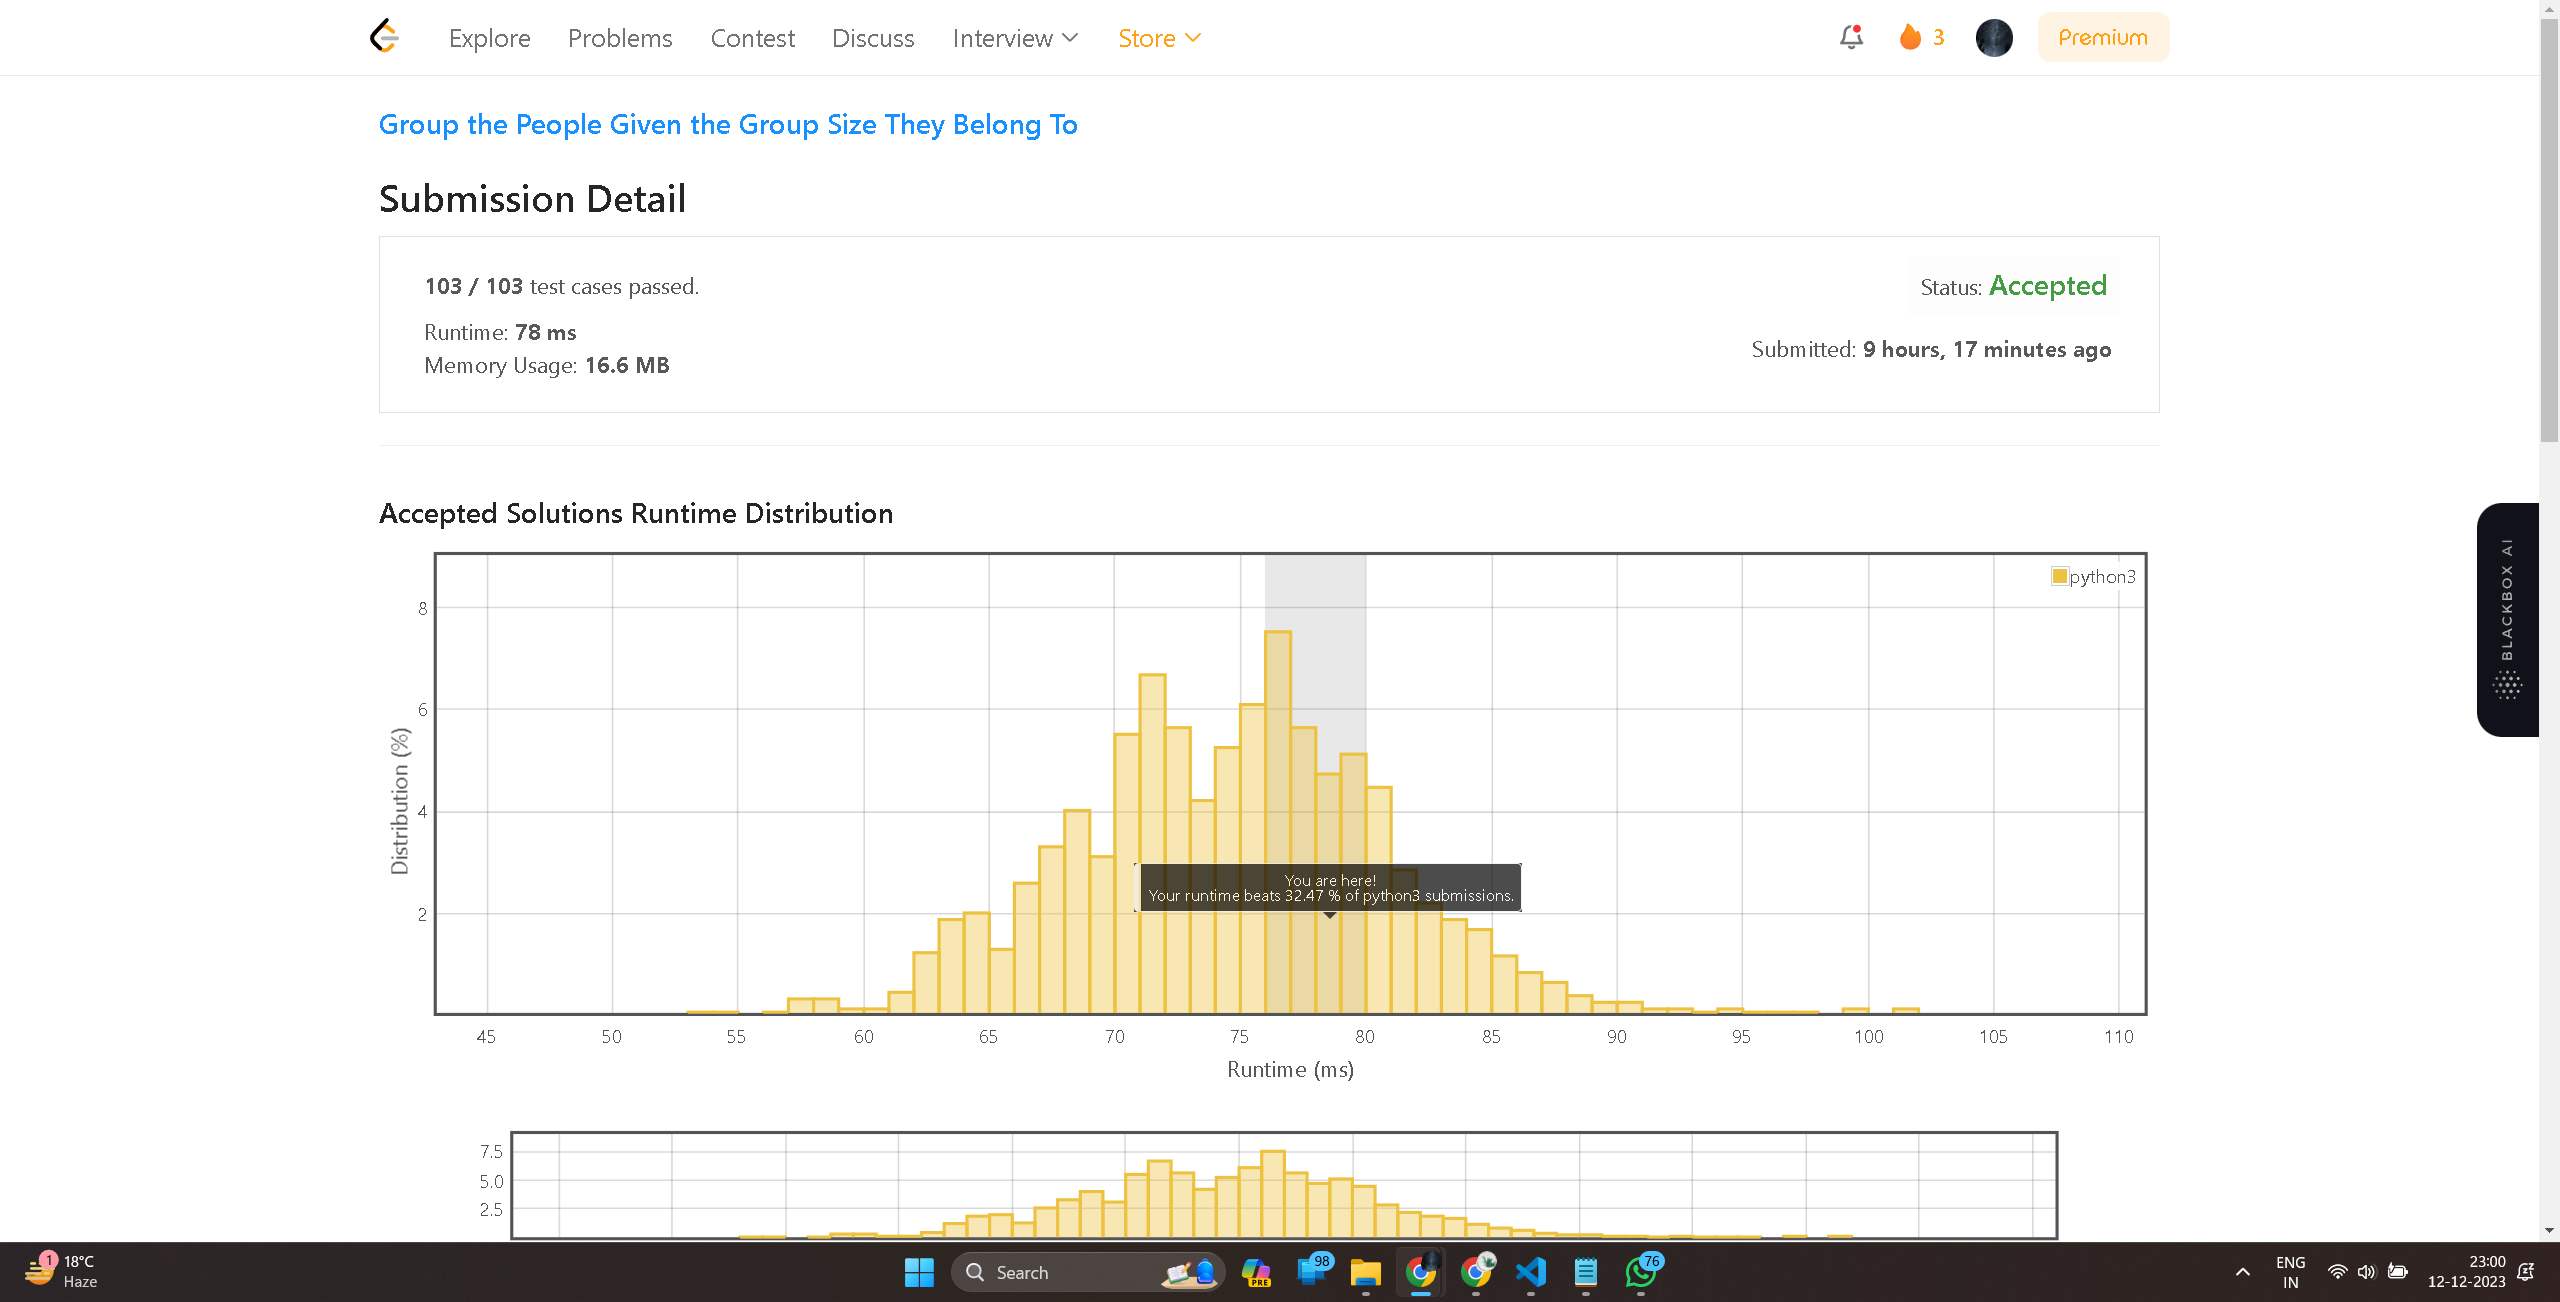 Explore Problems Contest Discuss Interview Store 3 Premium
Group the People Given the Group Size They Belong To
Submission Detail
103 / 103 test cases passed.
Status: Accepted
Runtime: 78 ms
Submitted: 9 hours, 17 minutes ago
Memory Usage: 16.6 MB
Accepted Solutions Runtime Distribution
python3
8
6
4
2
Distribution (%)
You are here!
Your runtime beats 32.47 % of python3 submissions.
45 50 55 60 65 70 75 80 85 90 95 100 105 110
Runtime (ms)
7.5
5.0
2.5
BLACKBOX AI
1
18°C
Haze
Search
PRE
98
76
ENG
IN
23:00
12-12-2023